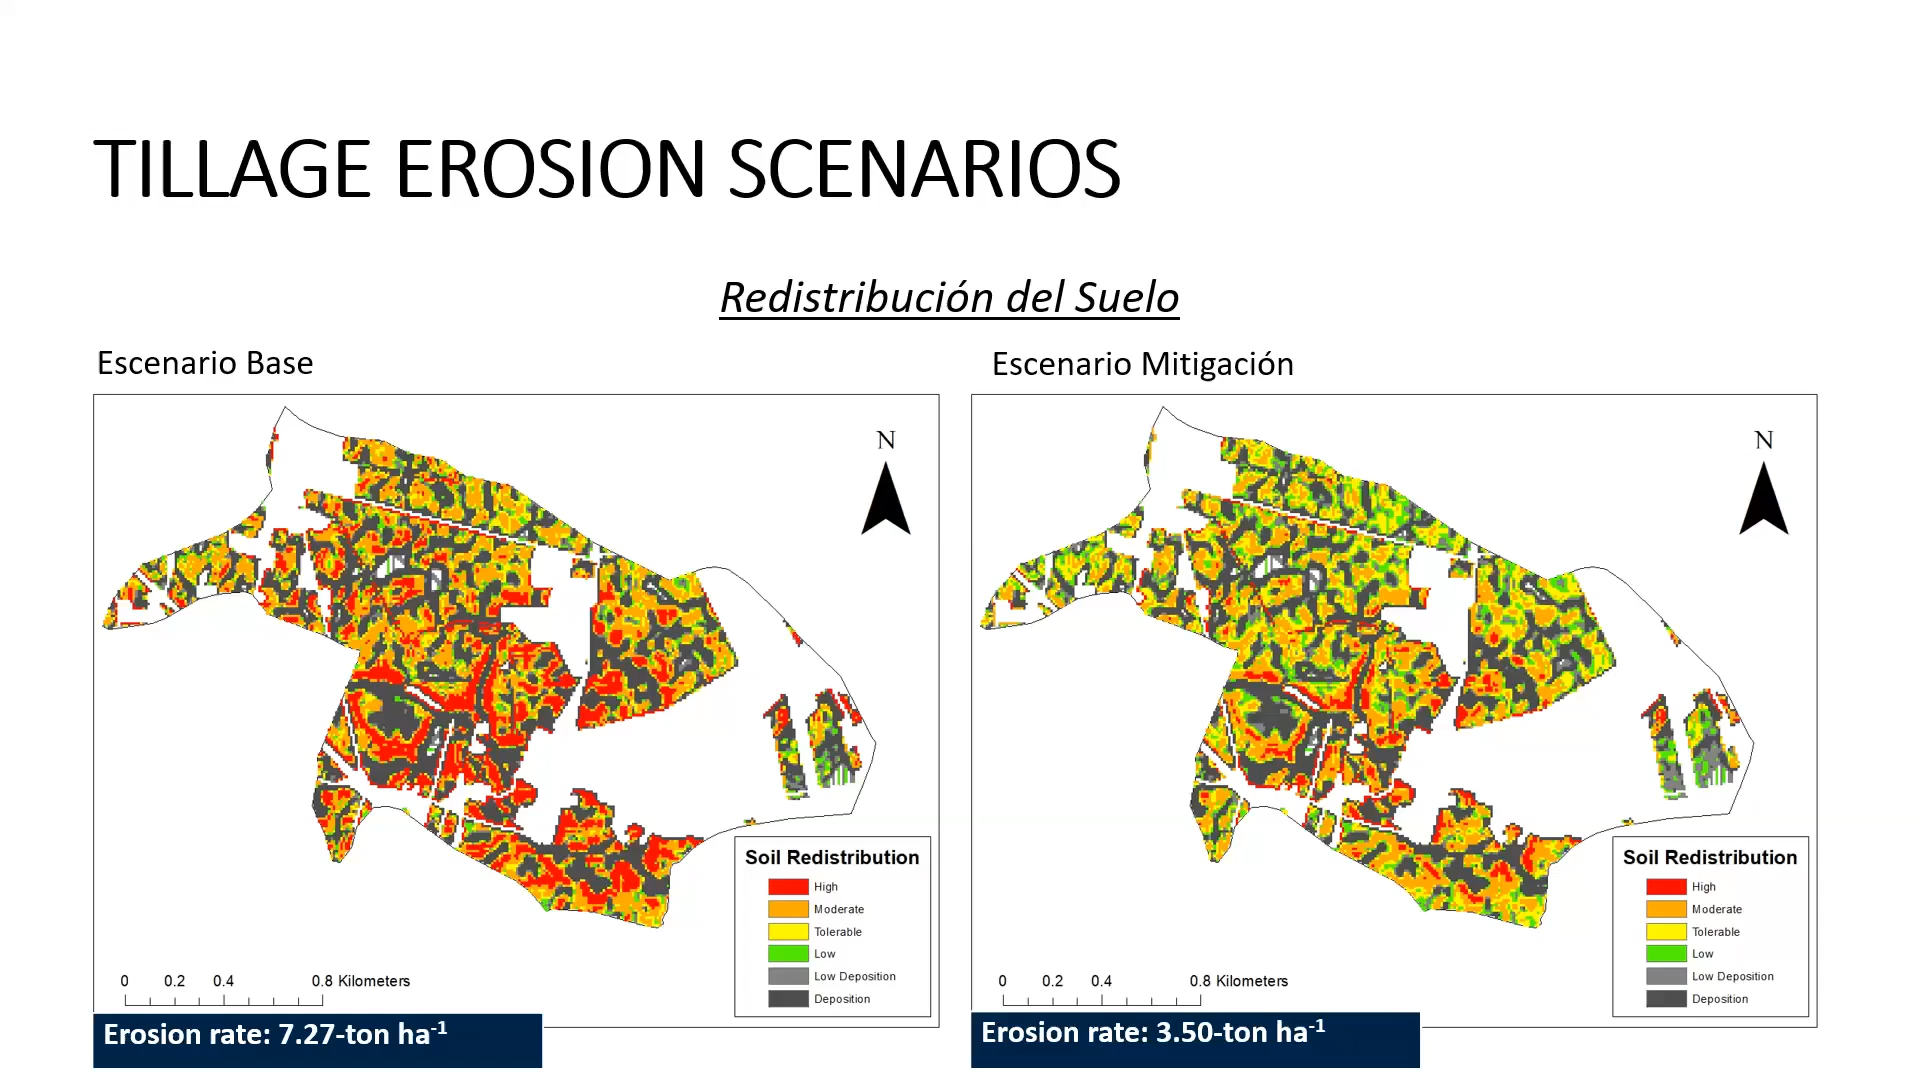 TILLAGE EROSION SCENARIOS
Redistribución del Suelo
Escenario Base
Escenario Mitigación
N
Soil Redistribution
High
Moderate
Tolerable
Low
Low Deposition
Deposition
0 0.2 0.4 0.8 Kilometers
Erosion rate: 7.27-ton ha⁻¹
N
Soil Redistribution
High
Moderate
Tolerable
Low
Low Deposition
Deposition
0 0.2 0.4 0.8 Kilometers
Erosion rate: 3.50-ton ha⁻¹